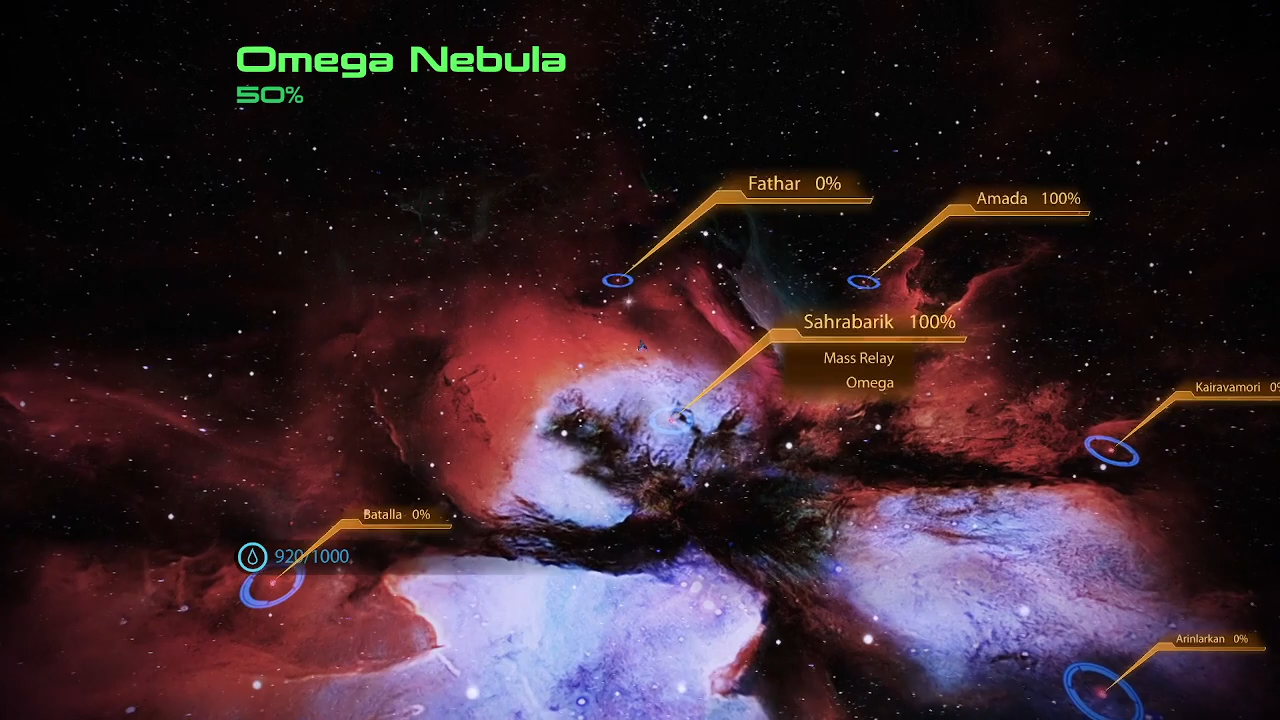 Omega Nebula
50%
Fathar 0%
Amada 100%
Sahrabarik 100%
Mass Relay
Omega
Kairavamori 0%
Batalla 0%
920/1000
Arinlarkan 0%